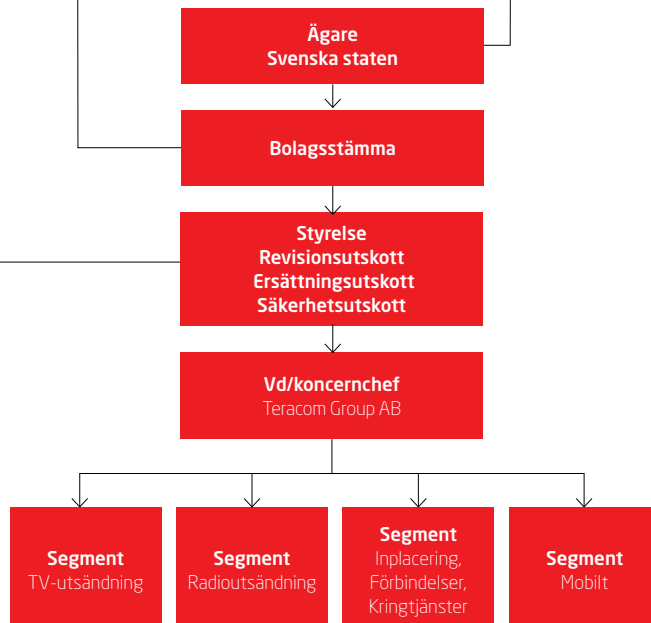 Ägare
Svenska staten
Bolagsstämma
Styrelse
Revisionsutskott
Ersättningsutskott
Säkerhetsutskott
Vd/koncernchef
Teracom Group AB
Segment
TV-utsändning
Segment
Radioutsändning
Segment
Inplacering,
Förbindelser,
Kringtjänster
Segment
Mobilt